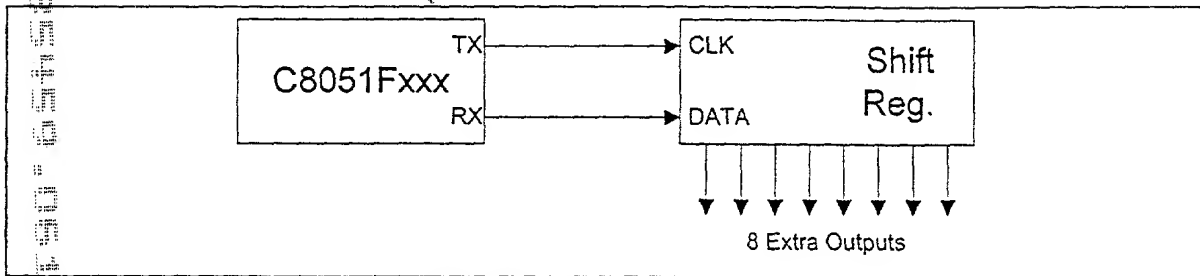 TX
CLK
C8051Fxxx
Shift
Reg.
RX
DATA
8 Extra Outputs